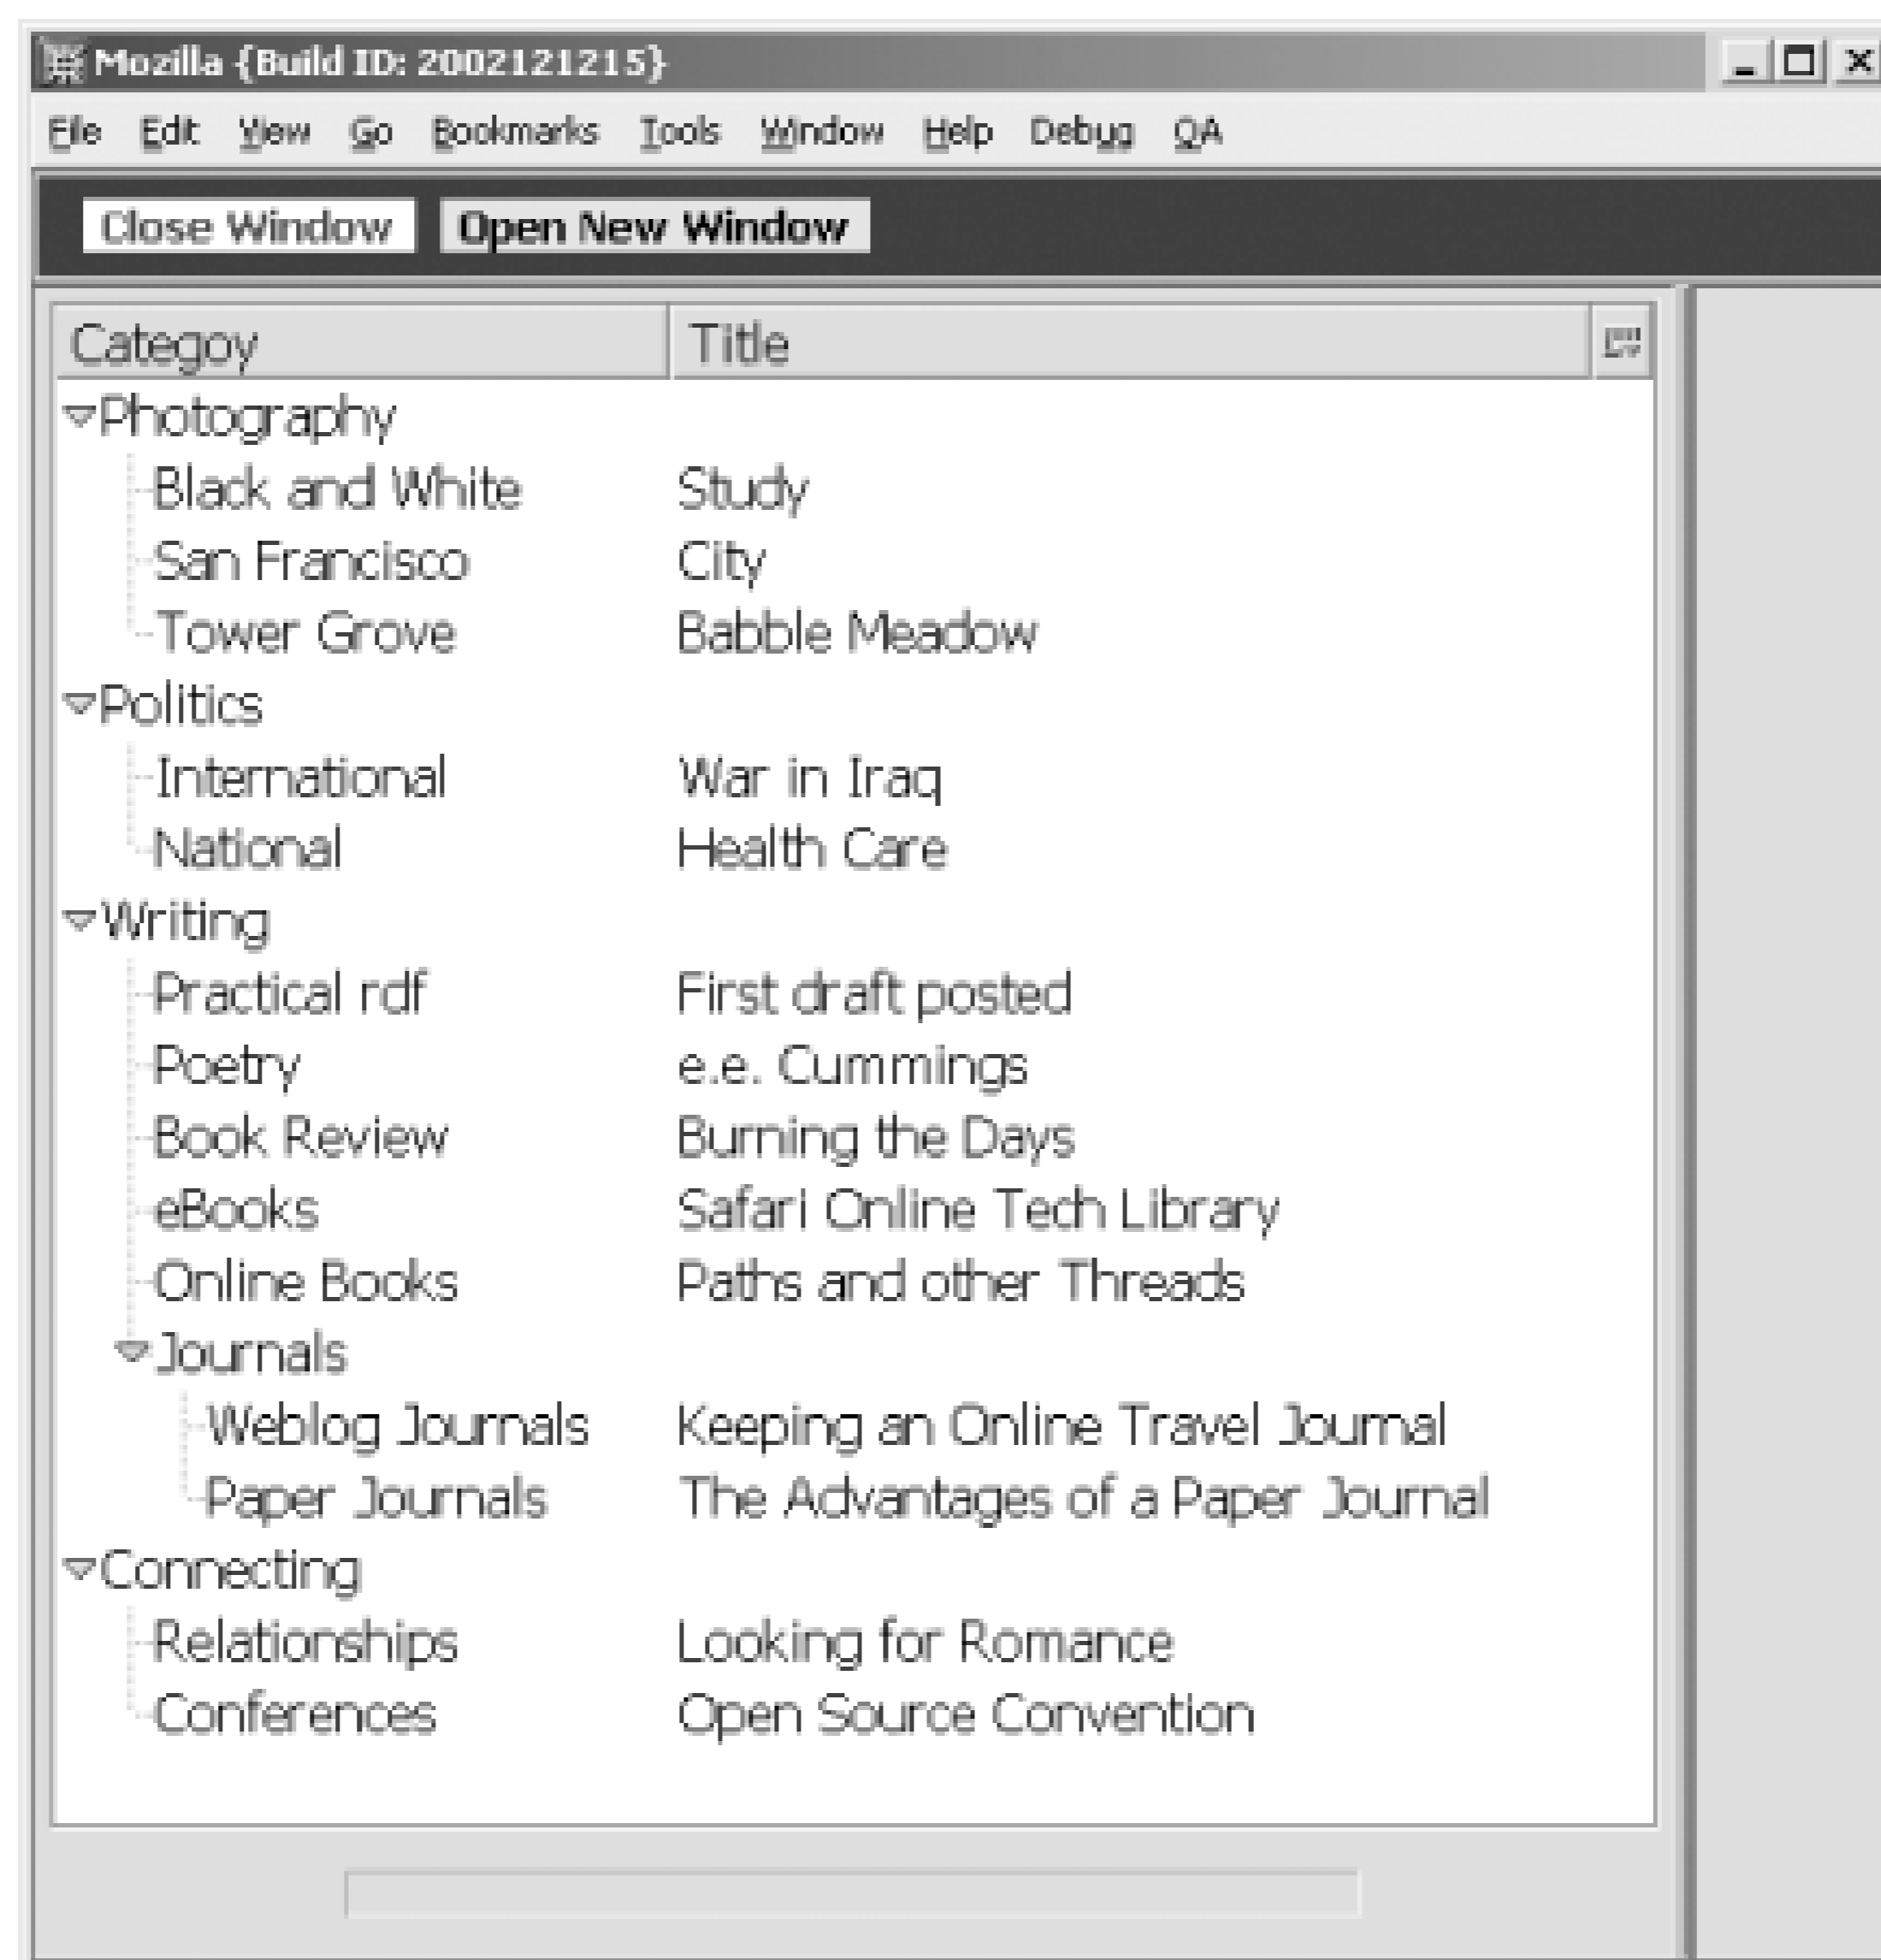 Mozilla {Build ID: 2002121215}
File Edit View Go Bookmarks Tools Window Help Debug QA
Close Window Open New Window
Categoy Title
Photography
Black and White Study
San Francisco City
Tower Grove Babble Meadow
Politics
International War in Iraq
National Health Care
Writing
Practical rdf First draft posted
Poetry e.e. Cummings
Book Review Burning the Days
eBooks Safari Online Tech Library
Online Books Paths and other Threads
Journals
Weblog Journals Keeping an Online Travel Journal
Paper Journals The Advantages of a Paper Journal
Connecting
Relationships Looking for Romance
Conferences Open Source Convention